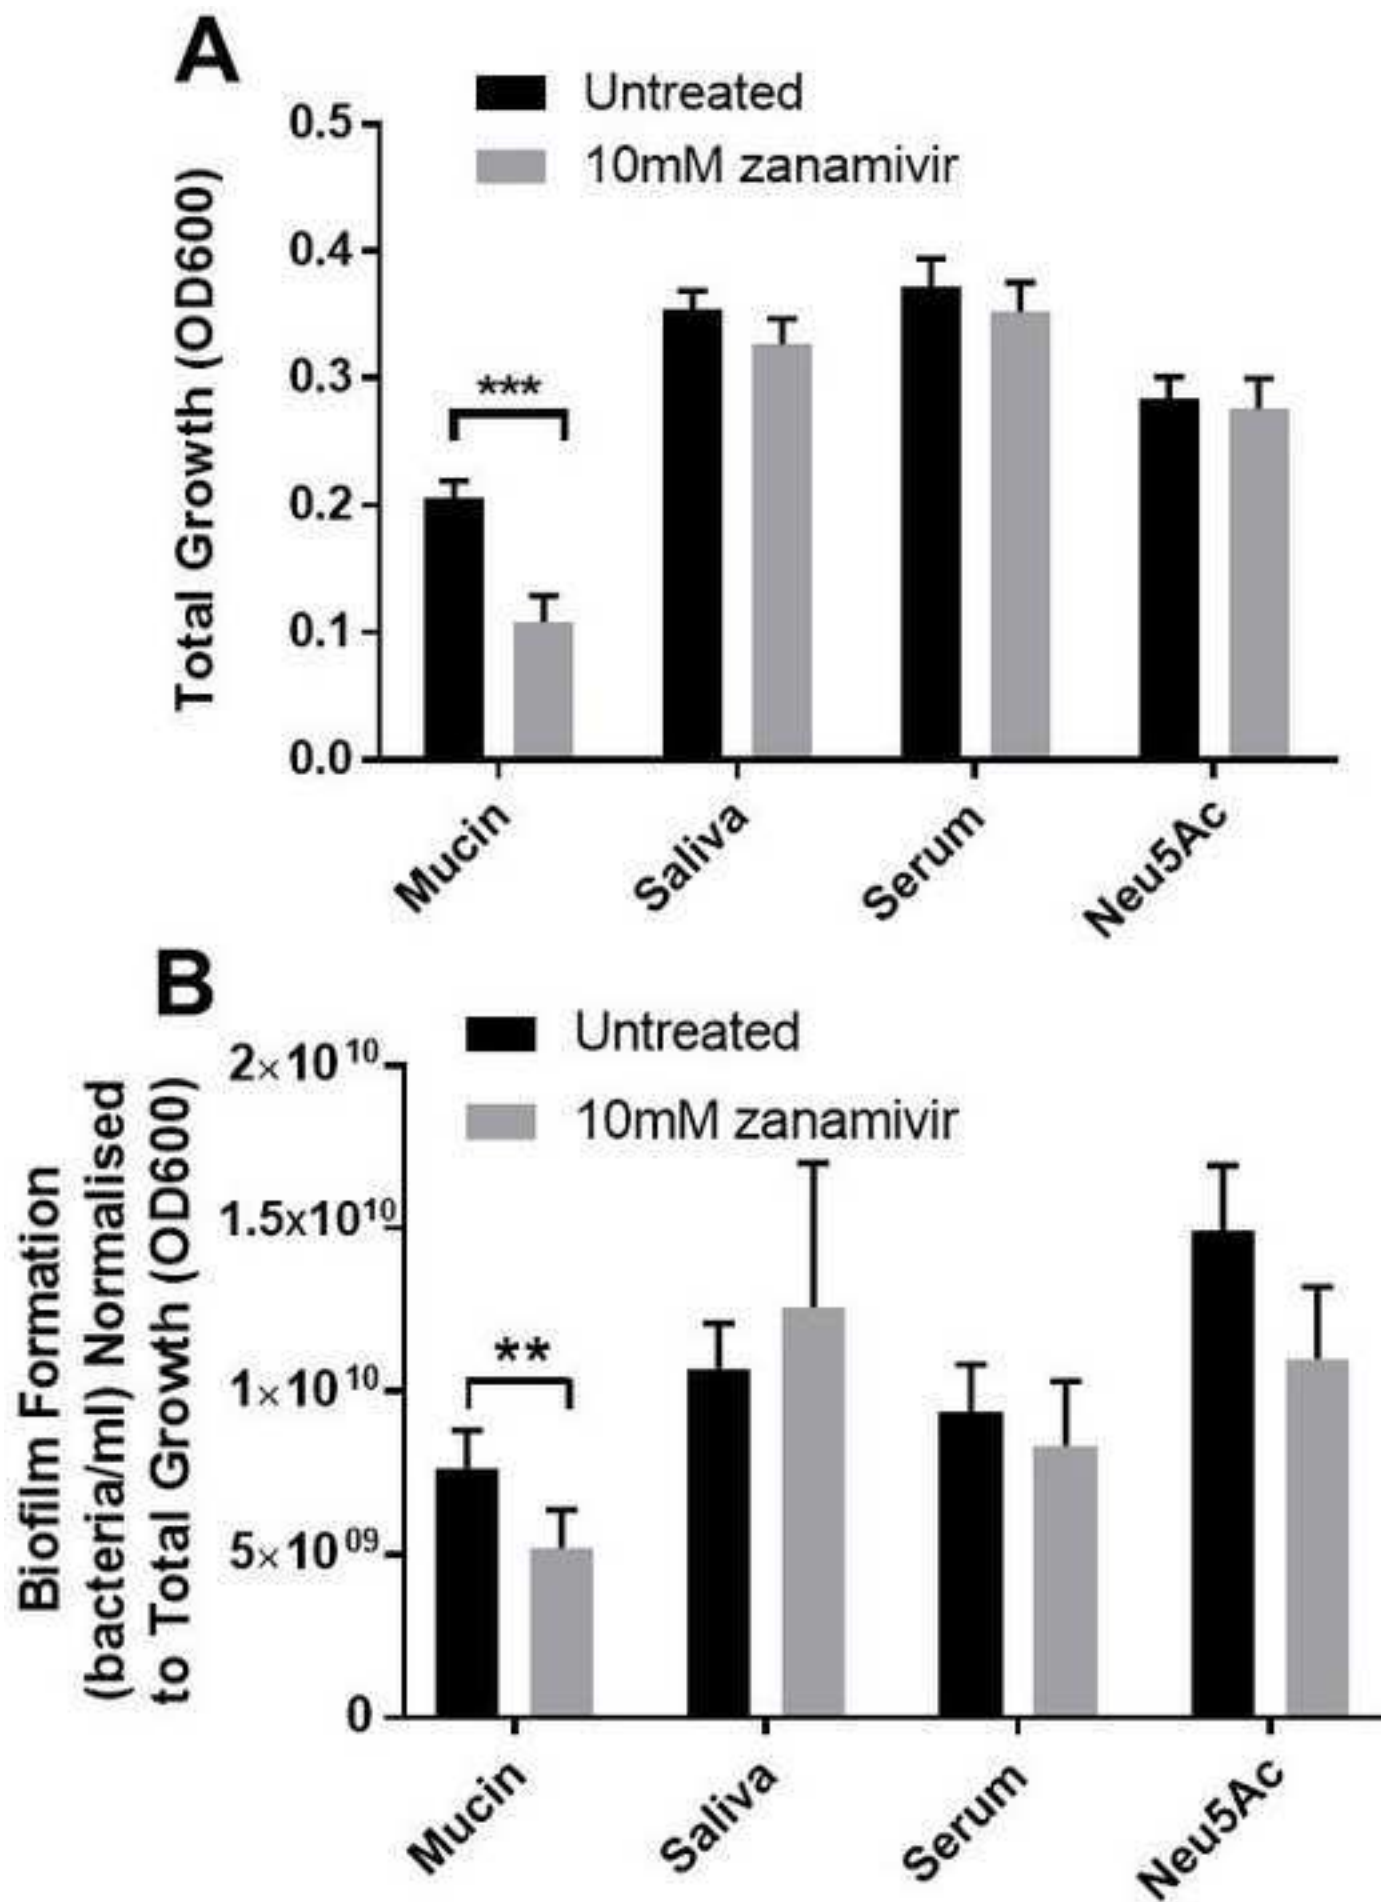 A
Untreated
10mM zanamivir
Total Growth (OD600)
0.5
0.4
0.3
0.2
0.1
0.0
***
Mucin
Saliva
Serum
Neu5Ac
B
Untreated
10mM zanamivir
Biofilm Formation
(bacteria/ml) Normalised
to Total Growth (OD600)
2×10¹⁰
1.5x10¹⁰
1×10¹⁰
5×10⁰⁹
0
**
Mucin
Saliva
Serum
Neu5Ac